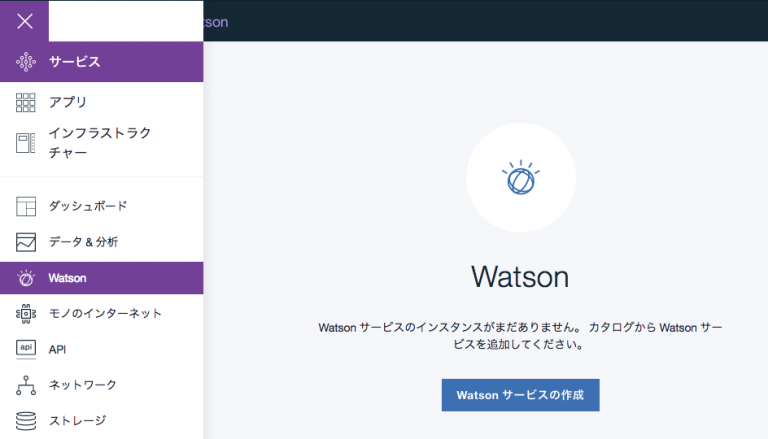 tson
サービス
アプリ
インフラストラク
チャー
ダッシュボード
データ & 分析
Watson
モノのインターネット
api
API
ネットワーク
ストレージ
Watson
Watson サービスのインスタンスがまだありません。 カタログから Watson サー
ビスを追加してください。
Watson サービスの作成